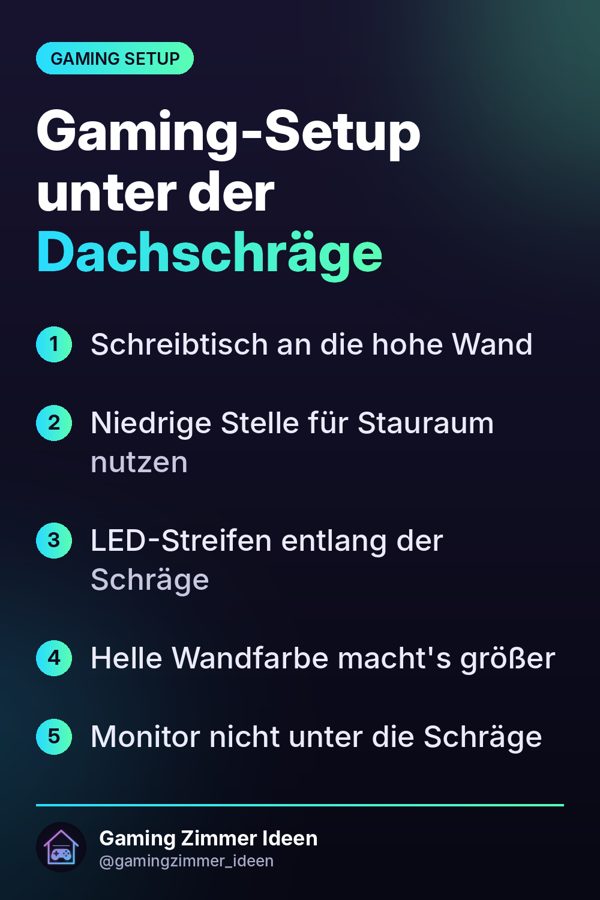 GAMING SETUP
Gaming-Setup
unter der
Dachschräge
1 Schreibtisch an die hohe Wand
2 Niedrige Stelle für Stauraum
nutzen
3 LED-Streifen entlang der
Schräge
4 Helle Wandfarbe macht's größer
5 Monitor nicht unter die Schräge
Gaming Zimmer Ideen
@gamingzimmer_ideen